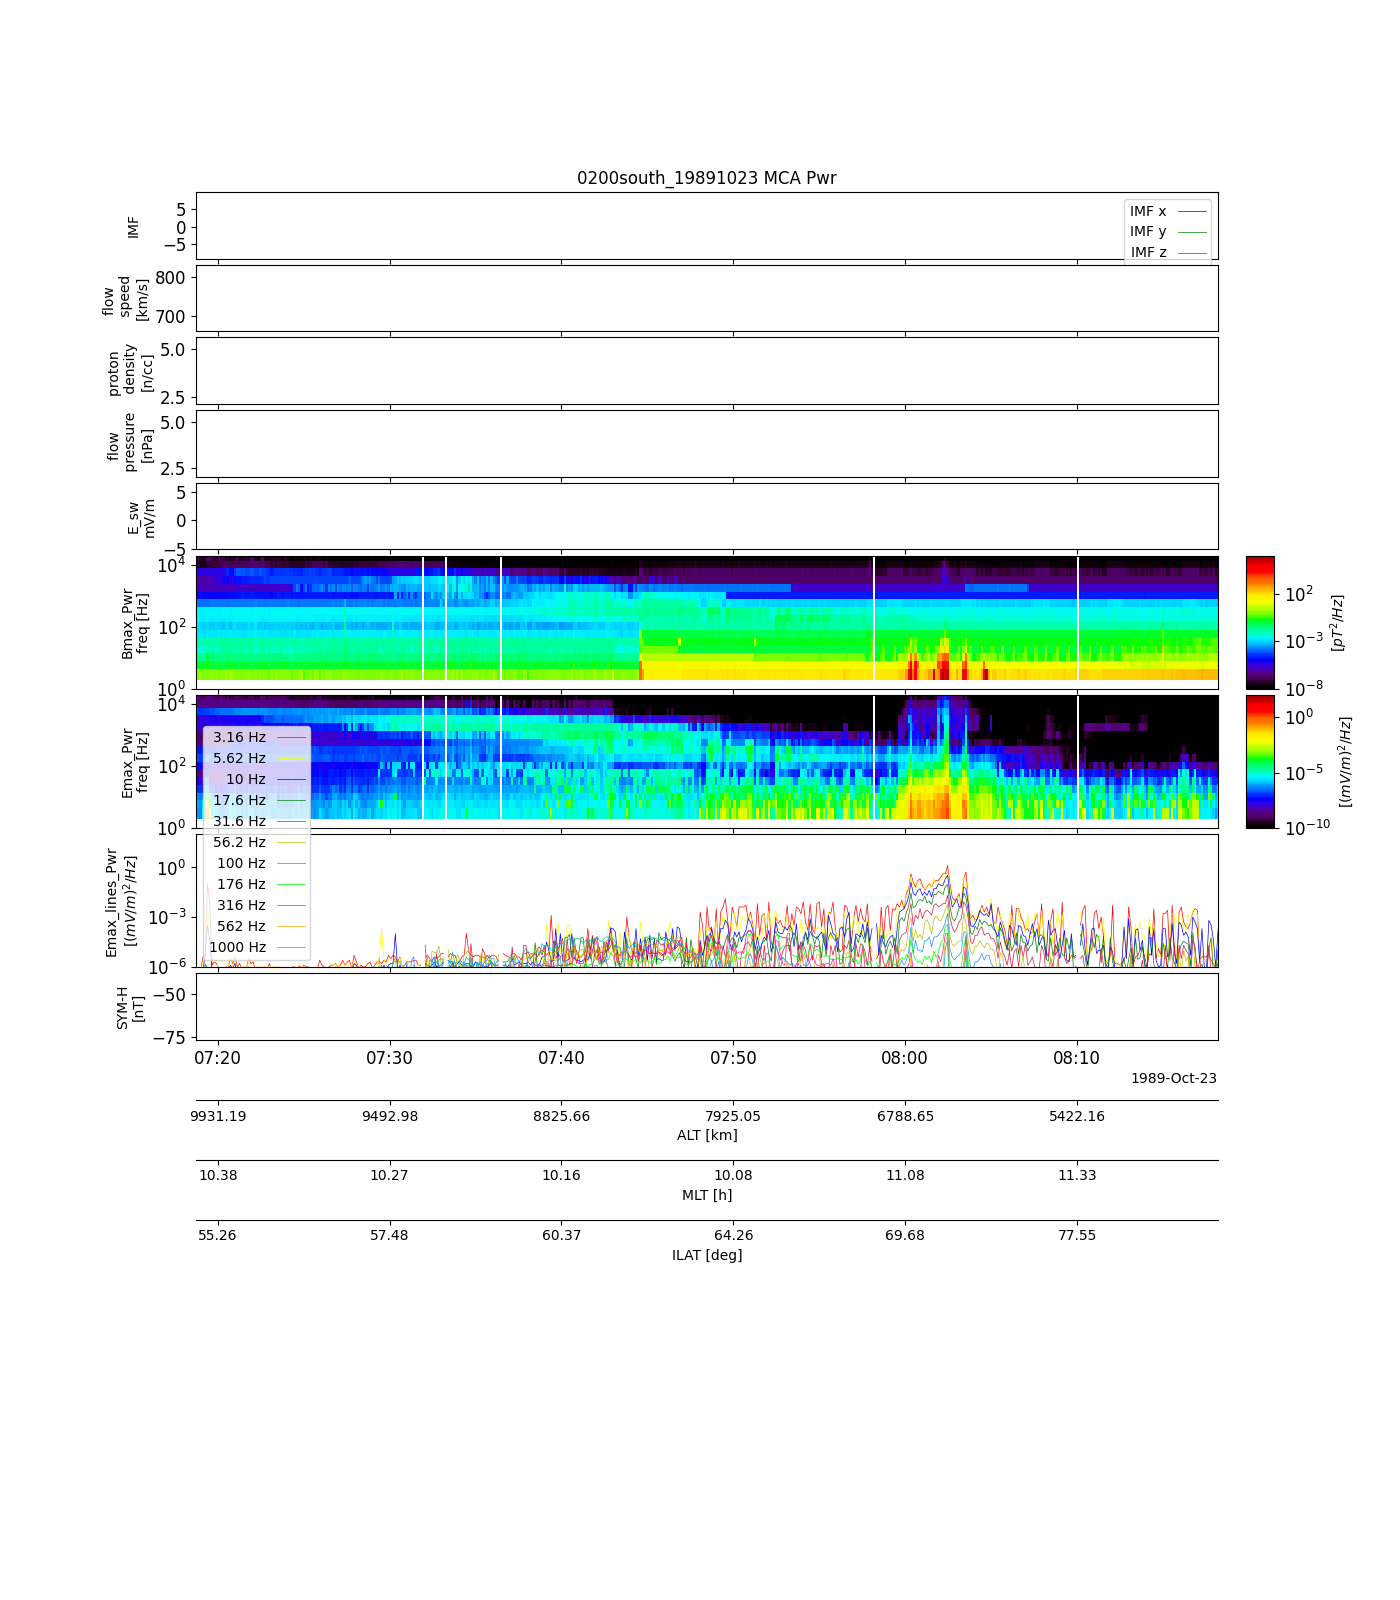 0200south_19891023 MCA Pwr
IMF
5
0
−5
IMF x
IMF y
IMF z
flow
speed
[km/s]
800
700
proton
density
[n/cc]
5.0
2.5
flow
pressure
[nPa]
5.0
2.5
E_sw
mV/m
5
0
−5
Bmax_Pwr
freq [Hz]
10^4
10^2
10^0
10^2
10^−3
10^−8
[pT^2/Hz]
Emax_Pwr
freq [Hz]
10^4
10^2
10^0
10^0
10^−5
10^−10
[(mV/m)^2/Hz]
3.16 Hz
5.62 Hz
10 Hz
17.6 Hz
31.6 Hz
56.2 Hz
100 Hz
176 Hz
316 Hz
562 Hz
1000 Hz
Emax_lines_Pwr
[(mV/m)^2/Hz]
10^0
10^−3
10^−6
SYM-H
[nT]
−50
−75
07:20 07:30 07:40 07:50 08:00 08:10
1989-Oct-23
9931.19 9492.98 8825.66 7925.05 6788.65 5422.16
ALT [km]
10.38 10.27 10.16 10.08 11.08 11.33
MLT [h]
55.26 57.48 60.37 64.26 69.68 77.55
ILAT [deg]